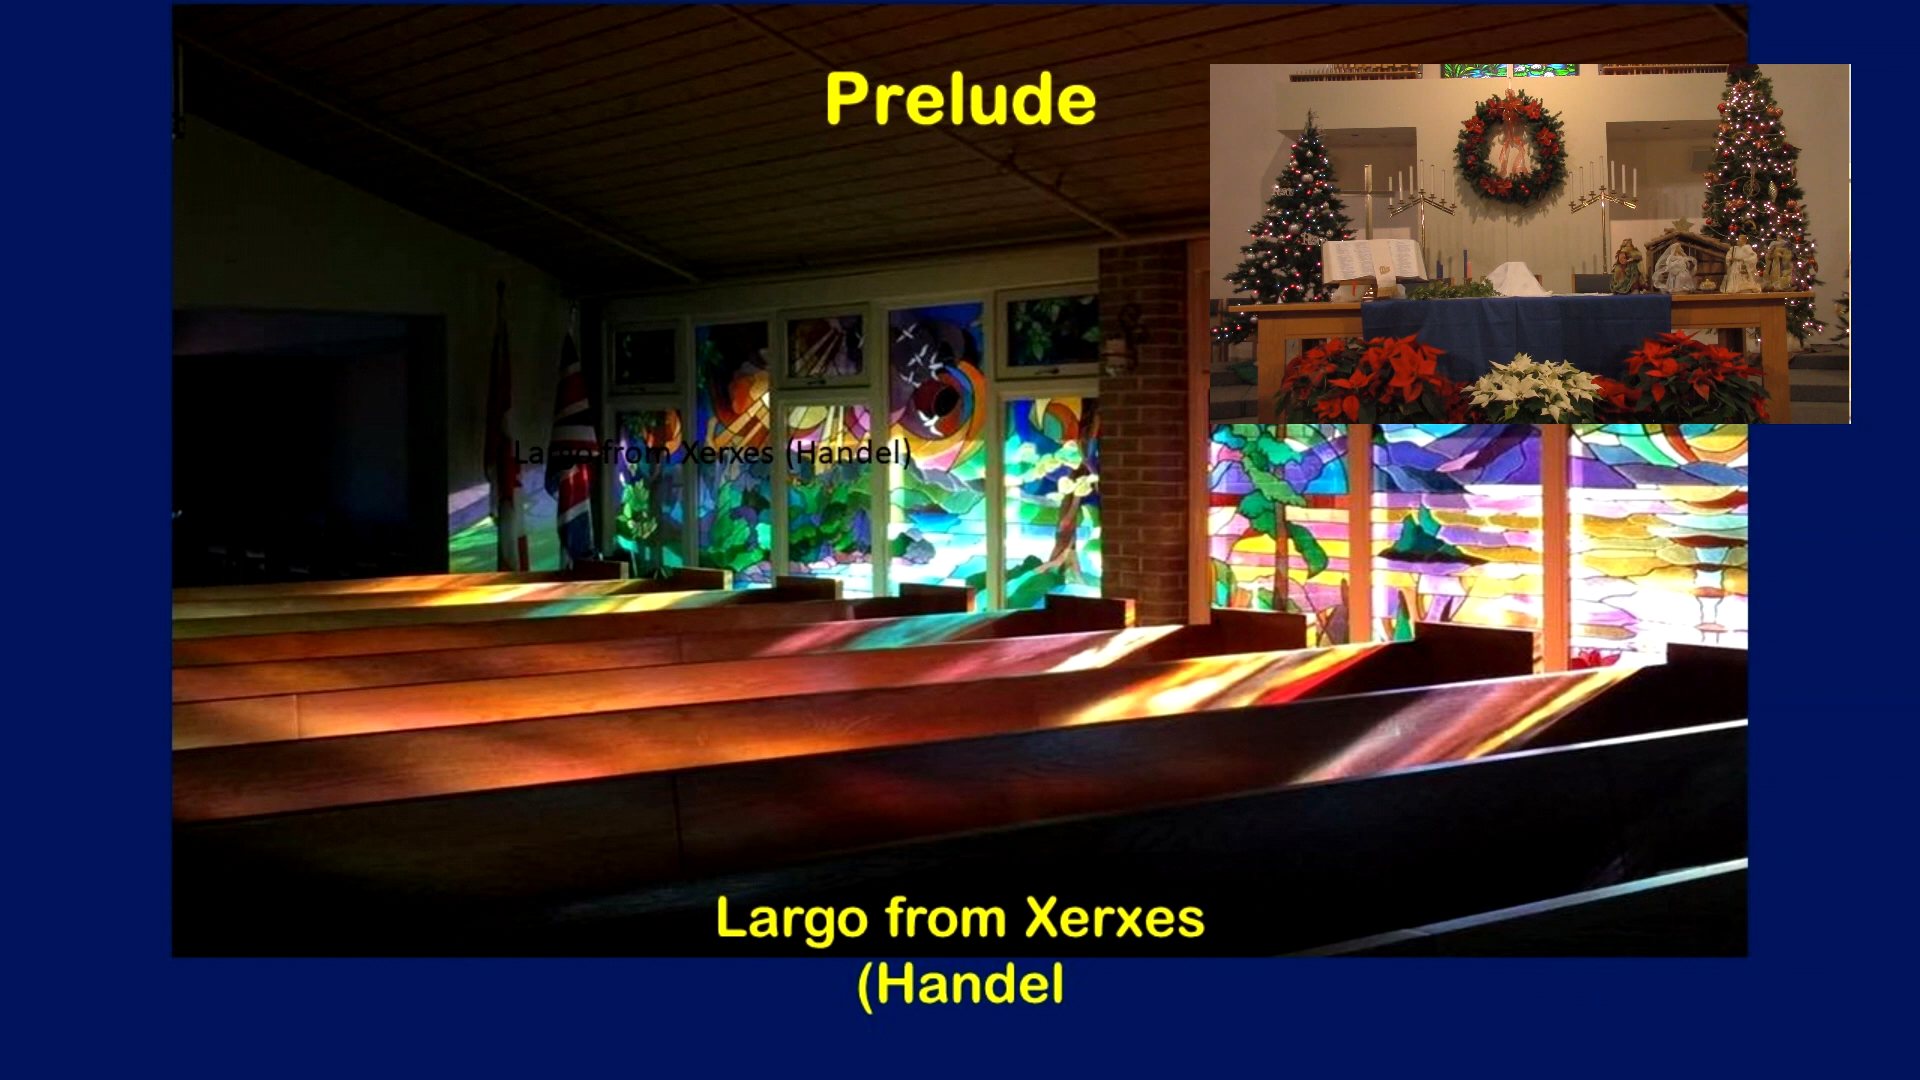 Prelude
Largo from Xerxes (Handel)
Largo from Xerxes
(Handel